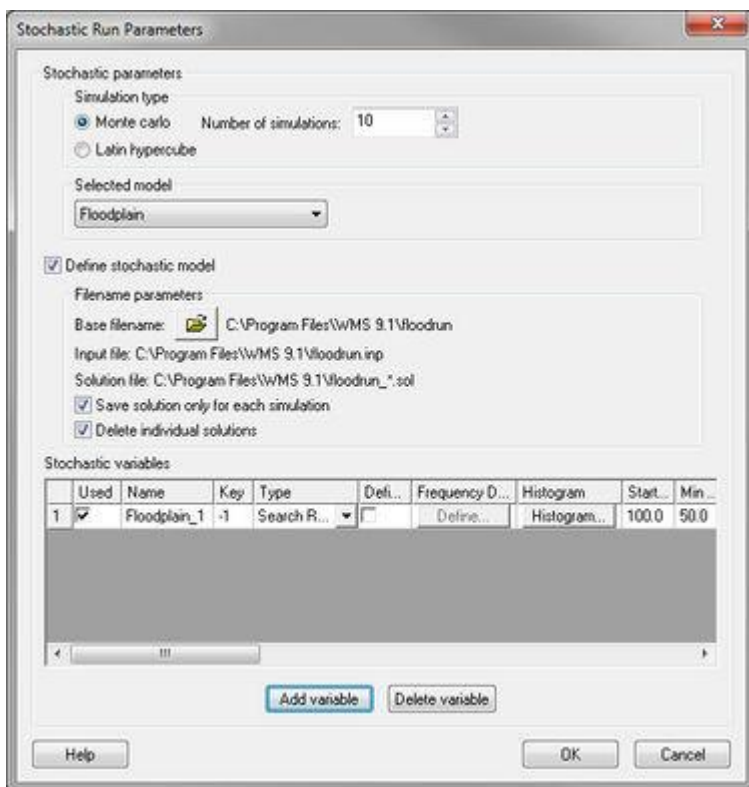 Stochastic Run Parameters
Stochastic parameters
Simulation type
Monte carlo Number of simulations: 10
Latin hypercube
Selected model
Floodplain
Define stochastic model
Filename parameters
Base filename: C:\Program Files\WMS 9.1\floodrun
Input file: C:\Program Files\WMS 9.1\floodrun.inp
Solution file: C:\Program Files\WMS 9.1\floodrun_*.sol
Save solution only for each simulation
Delete individual solutions
Stochastic variables
Used Name Key Type Defi... Frequency D... Histogram Start... Min ...
1 Floodplain_1 -1 Search R... Define... Histogram... 100.0 50.0
Add variable Delete variable
Help OK Cancel